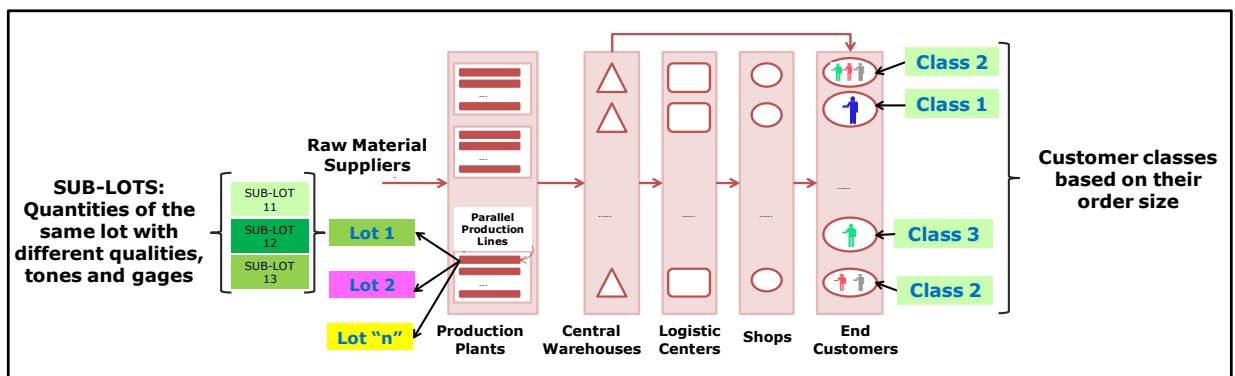 SUB-LOTS:
Quantities of the
same lot with
different qualities,
tones and gages
SUB-LOT
11
SUB-LOT
12
SUB-LOT
13
Lot 1
Lot 2
Lot “n”
Raw Material
Suppliers
....
....
Parallel
Production
Lines
....
Production
Plants
......
......
Central
Warehouses
......
......
Logistic
Centers
......
......
Shops
......
End
Customers
Class 2
Class 1
Class 3
Class 2
Customer classes
based on their
order size